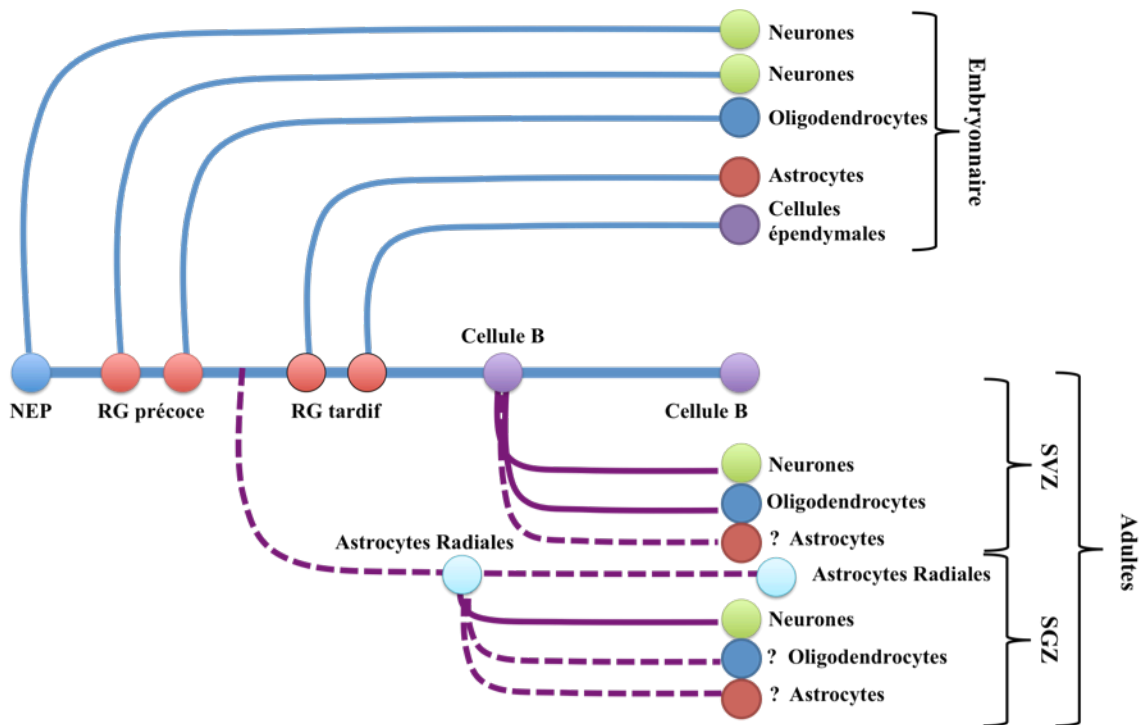 Neurones
Neurones
Oligodendrocytes
Astrocytes
Cellules
épendymales
Embryonnaire
Cellule B
NEP
RG précoce
RG tardif
Cellule B
Neurones
Oligodendrocytes
? Astrocytes
SVZ
Astrocytes Radiales
Astrocytes Radiales
Adultes
Neurones
? Oligodendrocytes
? Astrocytes
SGZ